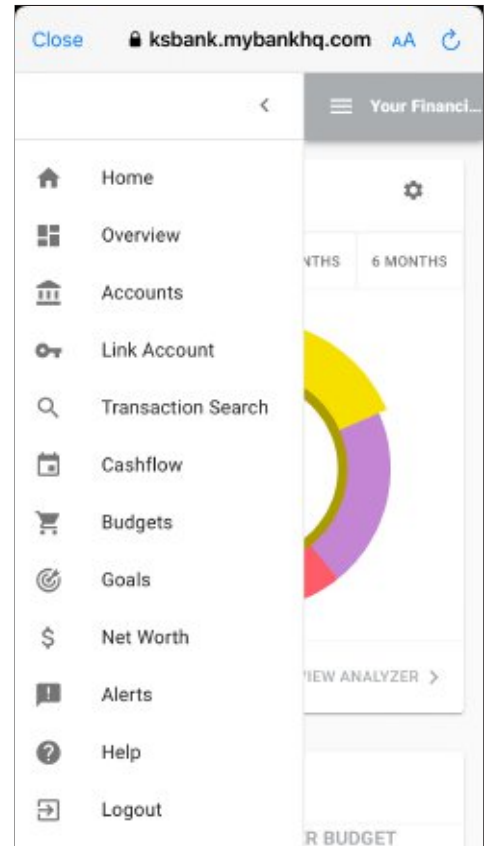 Close ksbank.mybankhq.com AA
Your Financi...
Home
Overview
NTHS 6 MONTHS
Accounts
Link Account
Transaction Search
Cashflow
Budgets
Goals
Net Worth
IEW ANALYZER
Alerts
Help
Logout
R BUDGET